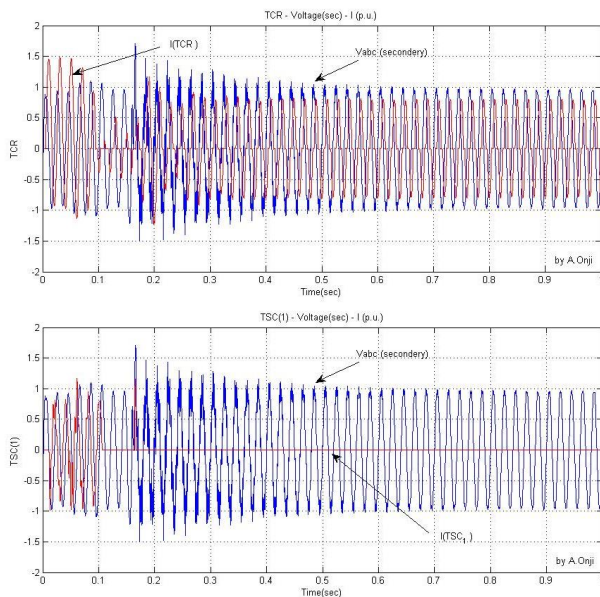 TCR - Voltage(sec) - I (p.u.)
2
1.5
1
0.5
0
-0.5
-1
-1.5
-2
TCR
I(TCR )
Vabc (secondery)
by A.Onji
0 0.1 0.2 0.3 0.4 0.5 0.6 0.7 0.8 0.9
Time(sec)
TSC(1) - Voltage(sec) - I (p.u.)
2
1.5
1
0.5
0
-0.5
-1
-1.5
-2
TSC(1)
Vabc (secondery)
I(TSC1 )
by A.Onji
0 0.1 0.2 0.3 0.4 0.5 0.6 0.7 0.8 0.9
Time(sec)